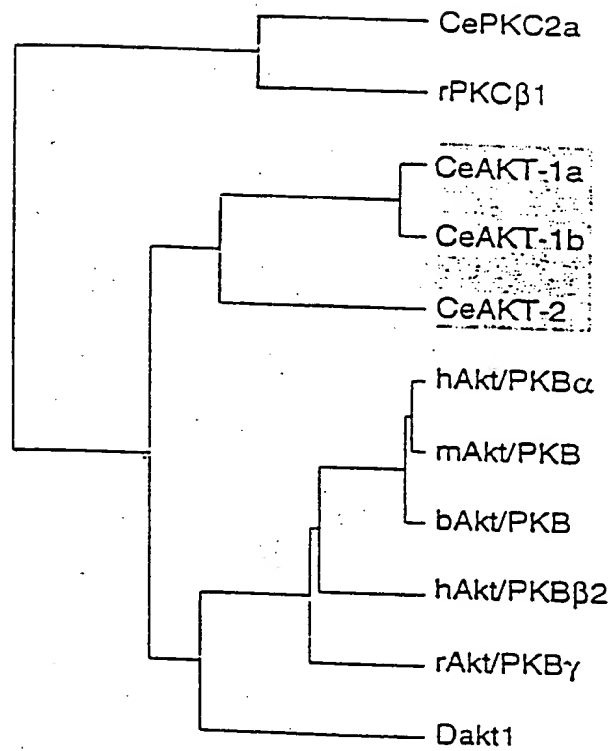 CePKC2a
rPKCβ1
CeAKT-1a
CeAKT-1b
CeAKT-2
hAkt/PKBα
mAkt/PKB
bAkt/PKB
hAkt/PKBβ2
rAkt/PKBγ
Dakt1